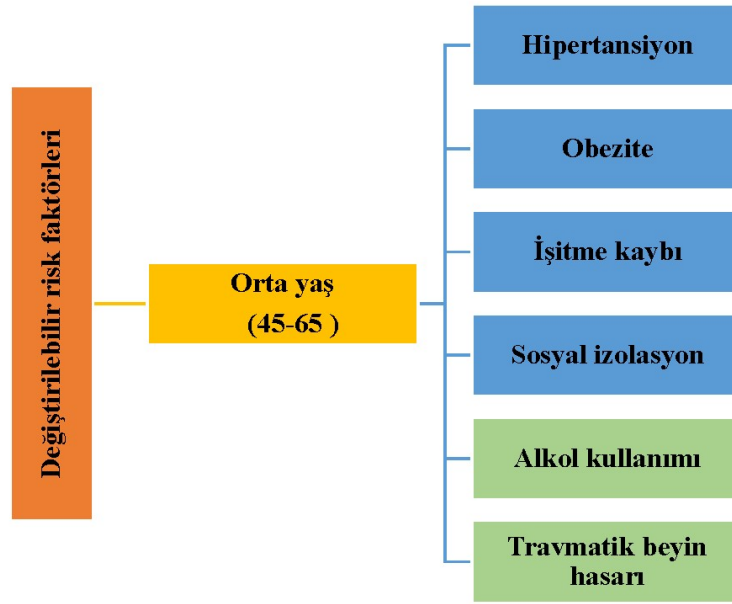 Değiştirilebilir risk faktörleri
Orta yaş
(45-65 )
Hipertansiyon
Obezite
İşitme kaybı
Sosyal izolasyon
Alkol kullanımı
Travmatik beyin
hasarı